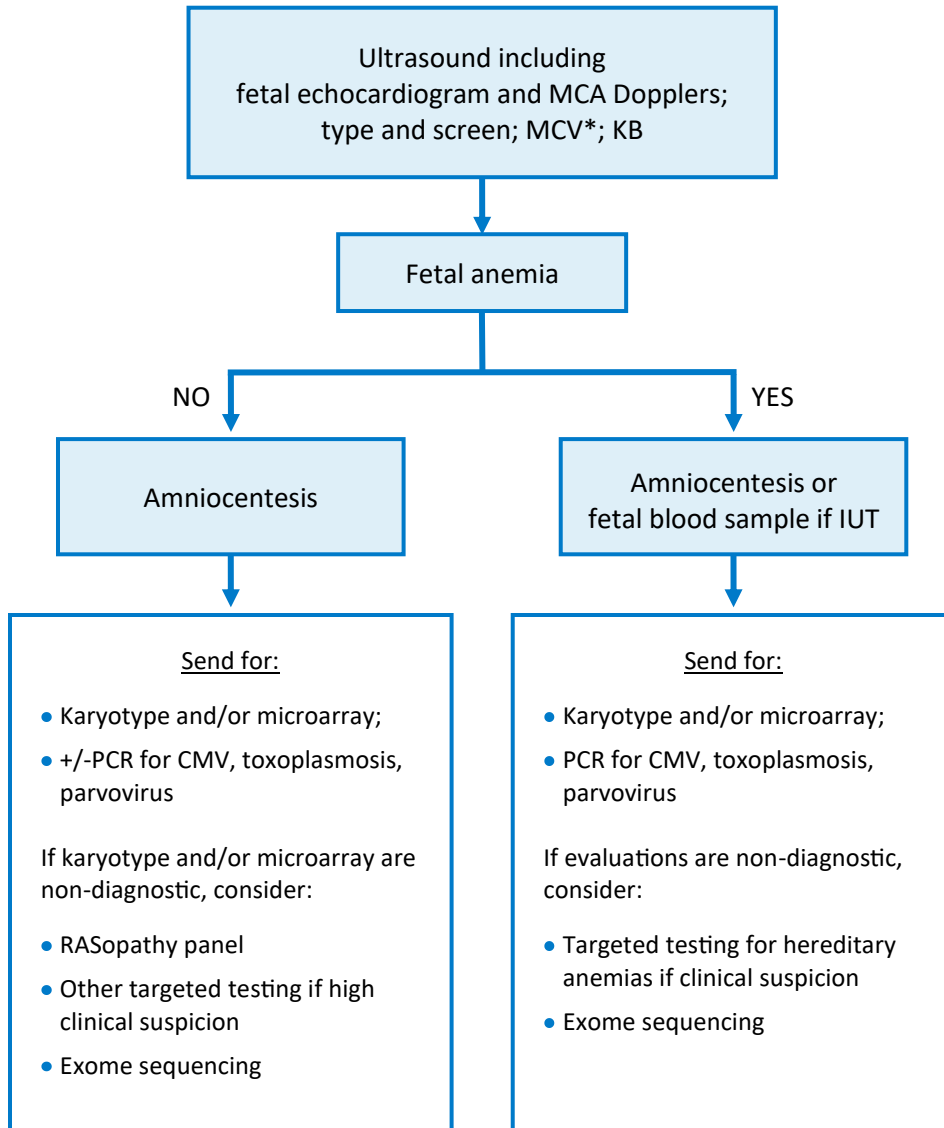 Ultrasound including
fetal echocardiogram and MCA Dopplers;
type and screen; MCV*; KB
Fetal anemia
NO
YES
Amniocentesis
Amniocentesis or
fetal blood sample if IUT
Send for:
• Karyotype and/or microarray;
• +/-PCR for CMV, toxoplasmosis,
parvovirus
If karyotype and/or microarray are
non-diagnostic, consider:
• RASopathy panel
• Other targeted testing if high
clinical suspicion
• Exome sequencing
Send for:
• Karyotype and/or microarray;
• PCR for CMV, toxoplasmosis,
parvovirus
If evaluations are non-diagnostic,
consider:
• Targeted testing for hereditary
anemias if clinical suspicion
• Exome sequencing